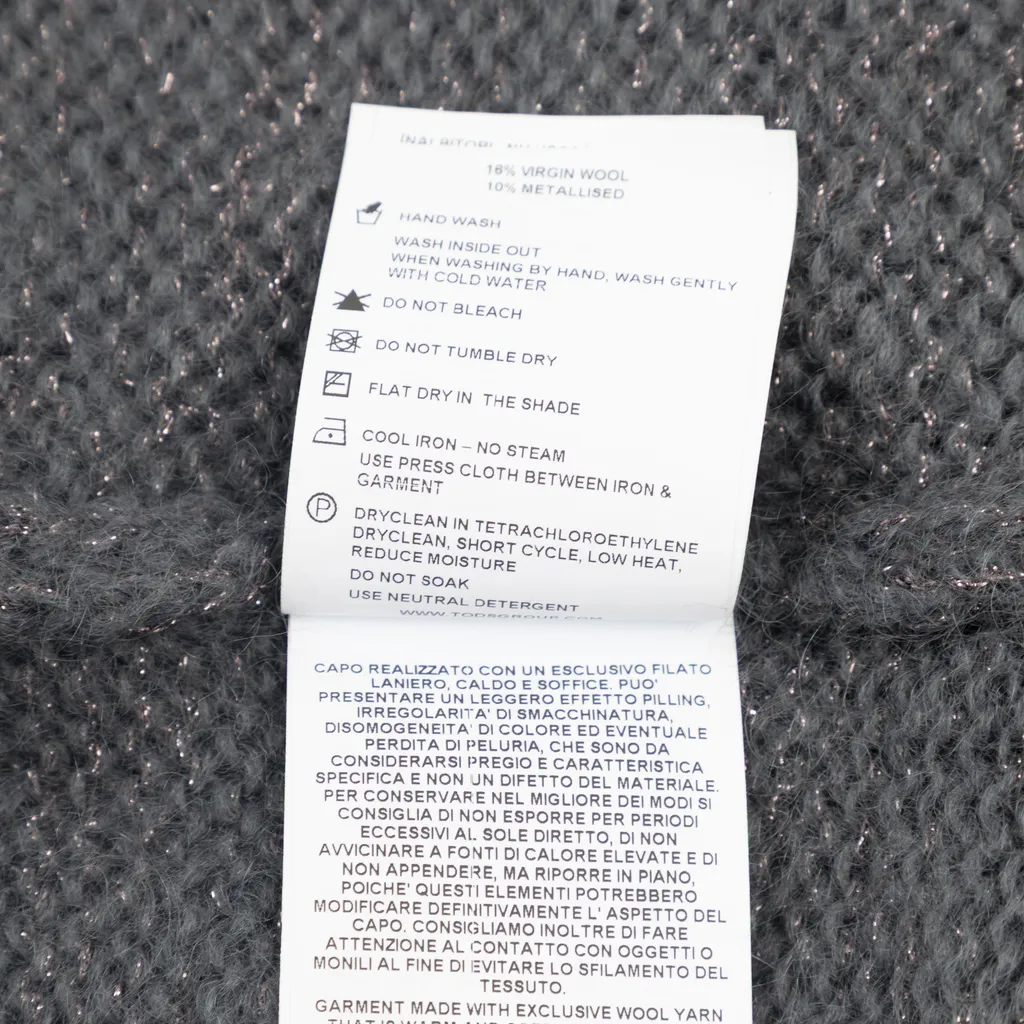 16% VIRGIN WOOL
10% METALLISED
HAND WASH
WASH INSIDE OUT
WHEN WASHING BY HAND, WASH GENTLY
WITH COLD WATER
DO NOT BLEACH
DO NOT TUMBLE DRY
FLAT DRY IN THE SHADE
COOL IRON – NO STEAM
USE PRESS CLOTH BETWEEN IRON &
GARMENT
P
DRYCLEAN IN TETRACHLOROETHYLENE
DRYCLEAN, SHORT CYCLE, LOW HEAT,
REDUCE MOISTURE
DO NOT SOAK
USE NEUTRAL DETERGENT
WWW.TODSGROUP.COM
CAPO REALIZZATO CON UN ESCLUSIVO FILATO
LANIERO, CALDO E SOFFICE. PUO'
PRESENTARE UN LEGGERO EFFETTO PILLING,
IRREGOLARITA' DI SMACCHINATURA,
DISOMOGENEITA' DI COLORE ED EVENTUALE
PERDITA DI PELURIA, CHE SONO DA
CONSIDERARSI PREGIO E CARATTERISTICA
SPECIFICA E NON UN DIFETTO DEL MATERIALE.
PER CONSERVARE NEL MIGLIORE DEI MODI SI
CONSIGLIA DI NON ESPORRE PER PERIODI
ECCESSIVI AL SOLE DIRETTO, DI NON
AVVICINARE A FONTI DI CALORE ELEVATE E DI
NON APPENDERE, MA RIPORRE IN PIANO,
POICHE' QUESTI ELEMENTI POTREBBERO
MODIFICARE DEFINITIVAMENTE L' ASPETTO DEL
CAPO. CONSIGLIAMO INOLTRE DI FARE
ATTENZIONE AL CONTATTO CON OGGETTI O
MONILI AL FINE DI EVITARE LO SFILAMENTO DEL
TESSUTO.
GARMENT MADE WITH EXCLUSIVE WOOL YARN
THAT IS WARM AND